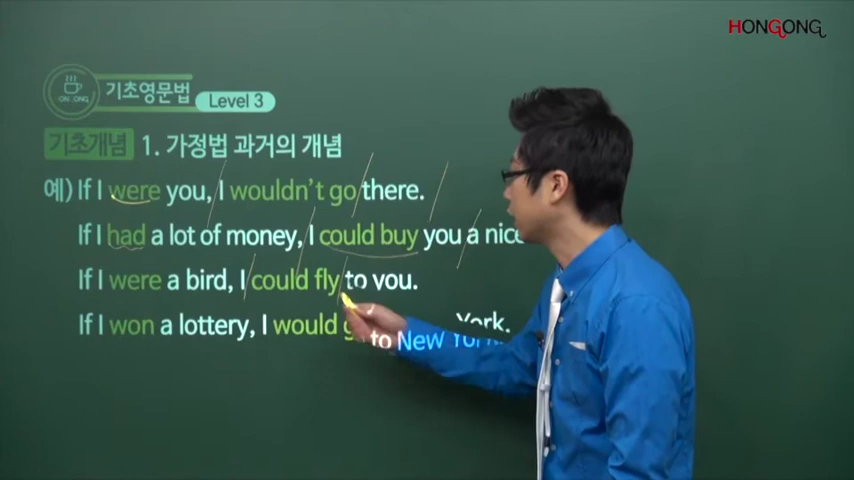 HONGONG
ON ONG
기초영문법
Level 3
기초개념 1. 가정법 과거의 개념
예) If I were you, I wouldn't go there.
If I had a lot of money, I could buy you a nice
If I were a bird, I could fly to you.
If I won a lottery, I would g to New York.